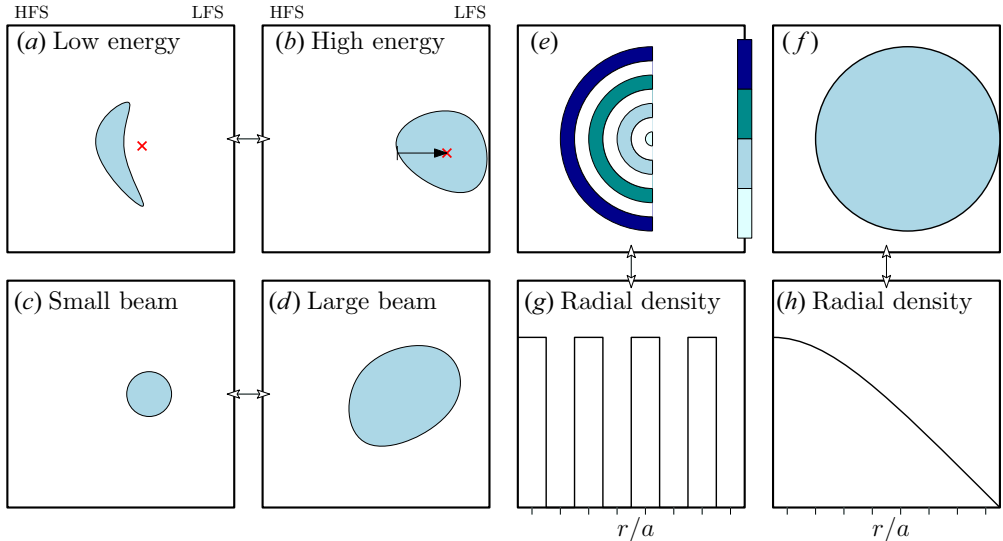 HFS LFS HFS LFS
(a) Low energy
(b) High energy
(e)
(f)
(c) Small beam
(d) Large beam
(g) Radial density
(h) Radial density
r/a
r/a